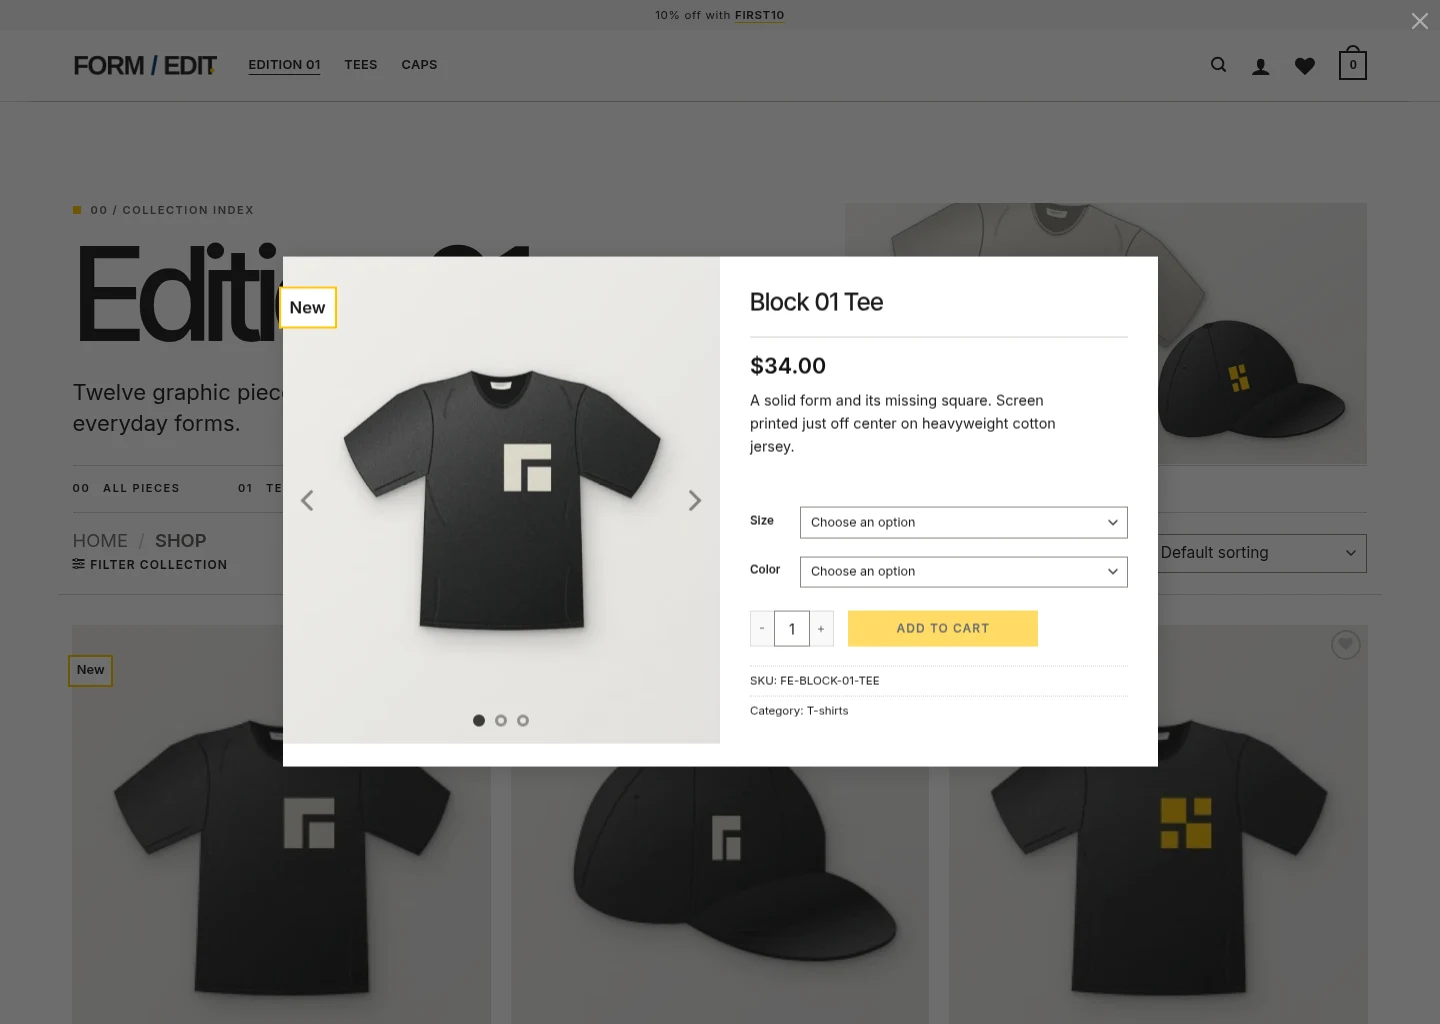 10% off with FIRST10
FORM / EDIT
EDITION 01
TEES
CAPS
0
00 / COLLECTION INDEX
Twelve graphic
everyday forms.
00 ALL PIECES
01
HOME / SHOP
FILTER COLLECTION
Default sorting
New
New
Block 01 Tee
$34.00
A solid form and its missing square. Screen
printed just off center on heavyweight cotton
jersey.
Size
Choose an option
Color
Choose an option
- 1 +
ADD TO CART
SKU: FE-BLOCK-01-TEE
Category: T-shirts